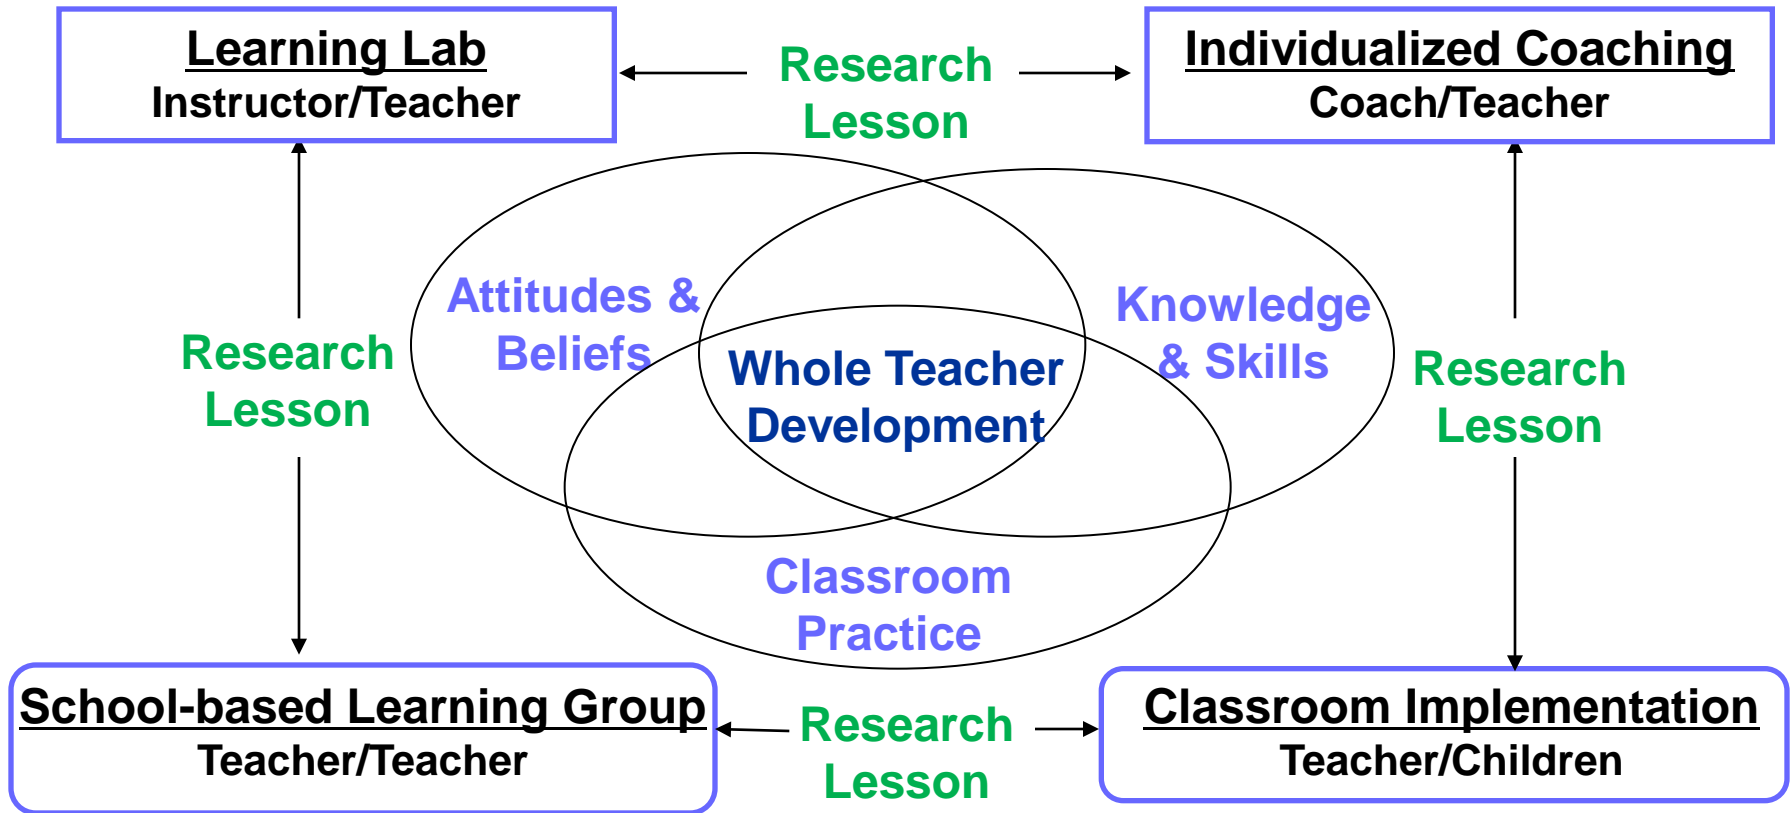 Learning Lab
Instructor/Teacher
Research
Lesson
Individualized Coaching
Coach/Teacher
Attitudes &
Beliefs
Knowledge
& Skills
Research
Lesson
Whole Teacher
Development
Research
Lesson
Classroom
Practice
School-based Learning Group
Teacher/Teacher
Research
Lesson
Classroom Implementation
Teacher/Children